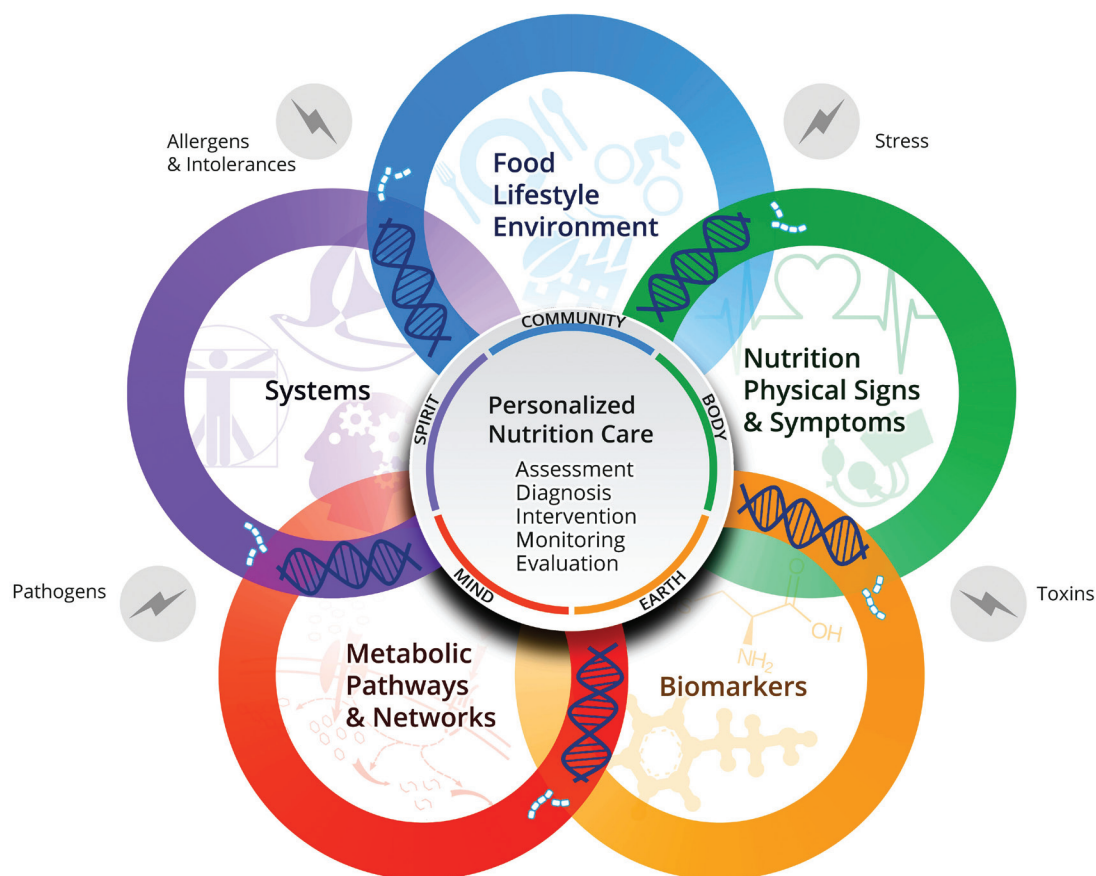 Allergens
& Intolerances
Stress
Food
Lifestyle
Environment
Systems
Nutrition
Physical Signs
& Symptoms
COMMUNITY
SPIRIT
BODY
MIND
EARTH
Personalized
Nutrition Care
Assessment
Diagnosis
Intervention
Monitoring
Evaluation
Pathogens
Toxins
Metabolic
Pathways
& Networks
Biomarkers
O
OH
NH₂